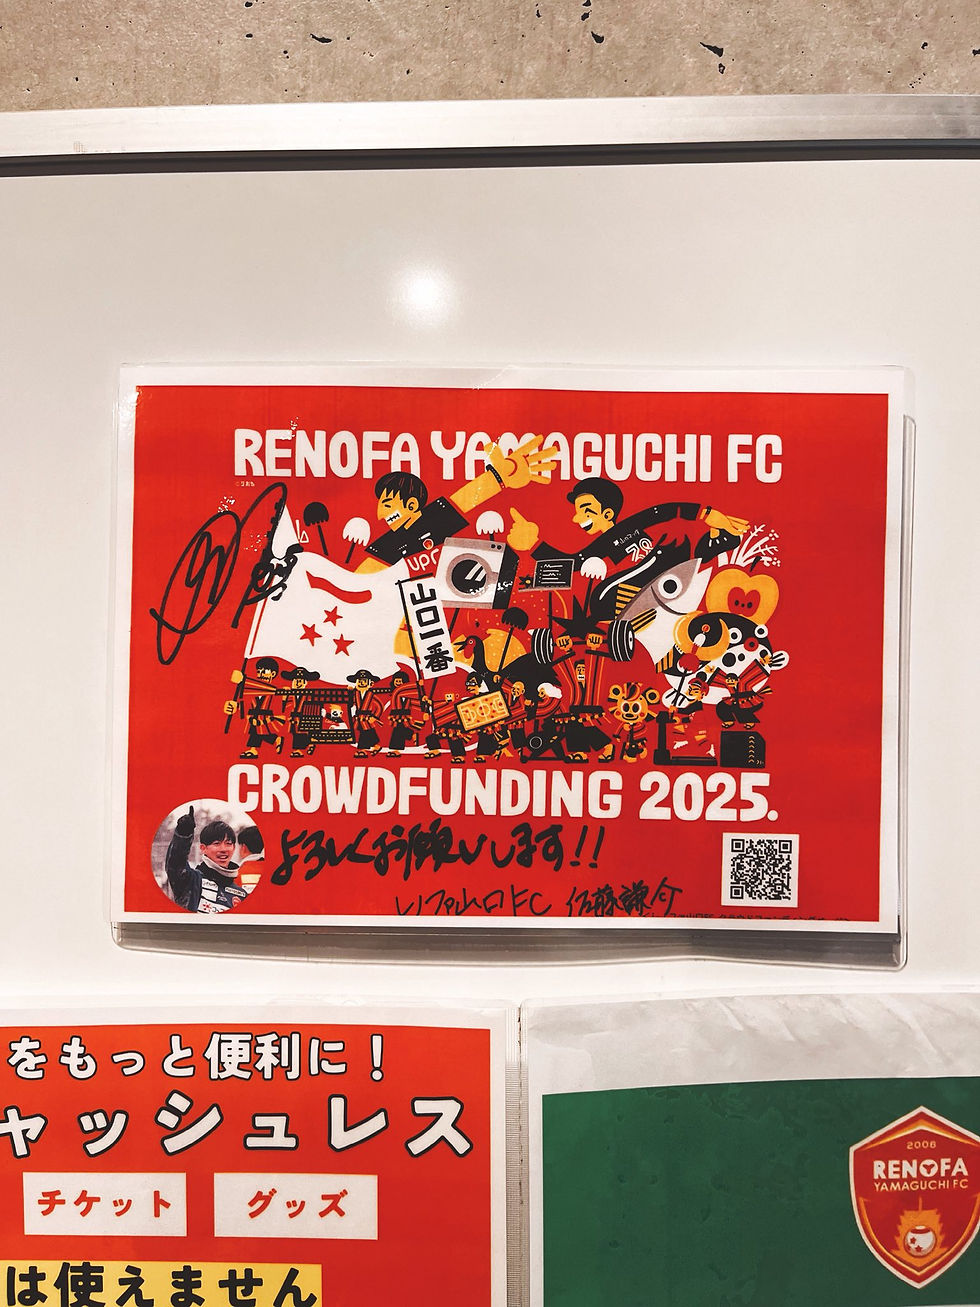 RENOFA YAMAGUCHI FC
upr
山口一番
CROWDFUNDING 2025.
よろしくお願いします!!
レノファ山口FC 佐藤謙介
をもっと便利に!
ャッシュレス
チケット
グッズ
は使えません
2006
RENOFA
YAMAGUCHI FC